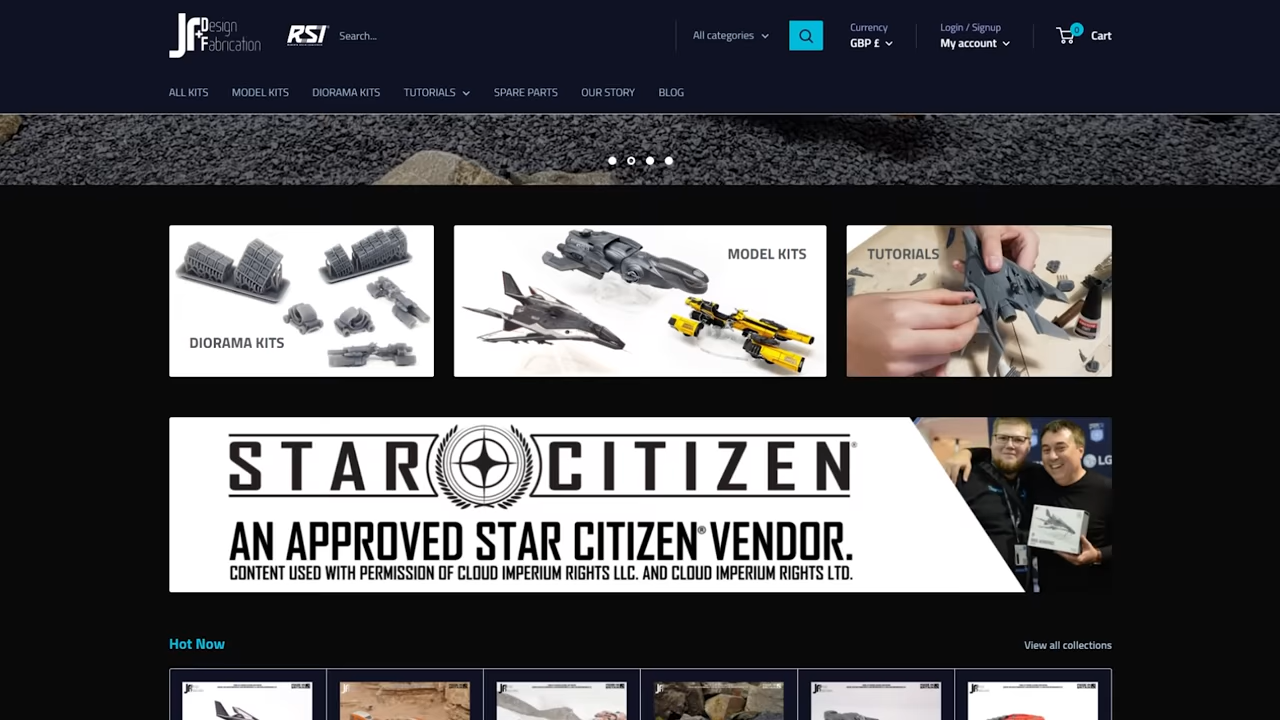 JF Design
+Fabrication
RSI
Search...
All categories
Currency
GBP £
Login / Signup
My account
0
Cart
ALL KITS
MODEL KITS
DIORAMA KITS
TUTORIALS
SPARE PARTS
OUR STORY
BLOG
DIORAMA KITS
MODEL KITS
TUTORIALS
STAR CITIZEN®
AN APPROVED STAR CITIZEN® VENDOR.
CONTENT USED WITH PERMISSION OF CLOUD IMPERIUM RIGHTS LLC. AND CLOUD IMPERIUM RIGHTS LTD.
LG
Hot Now
View all collections